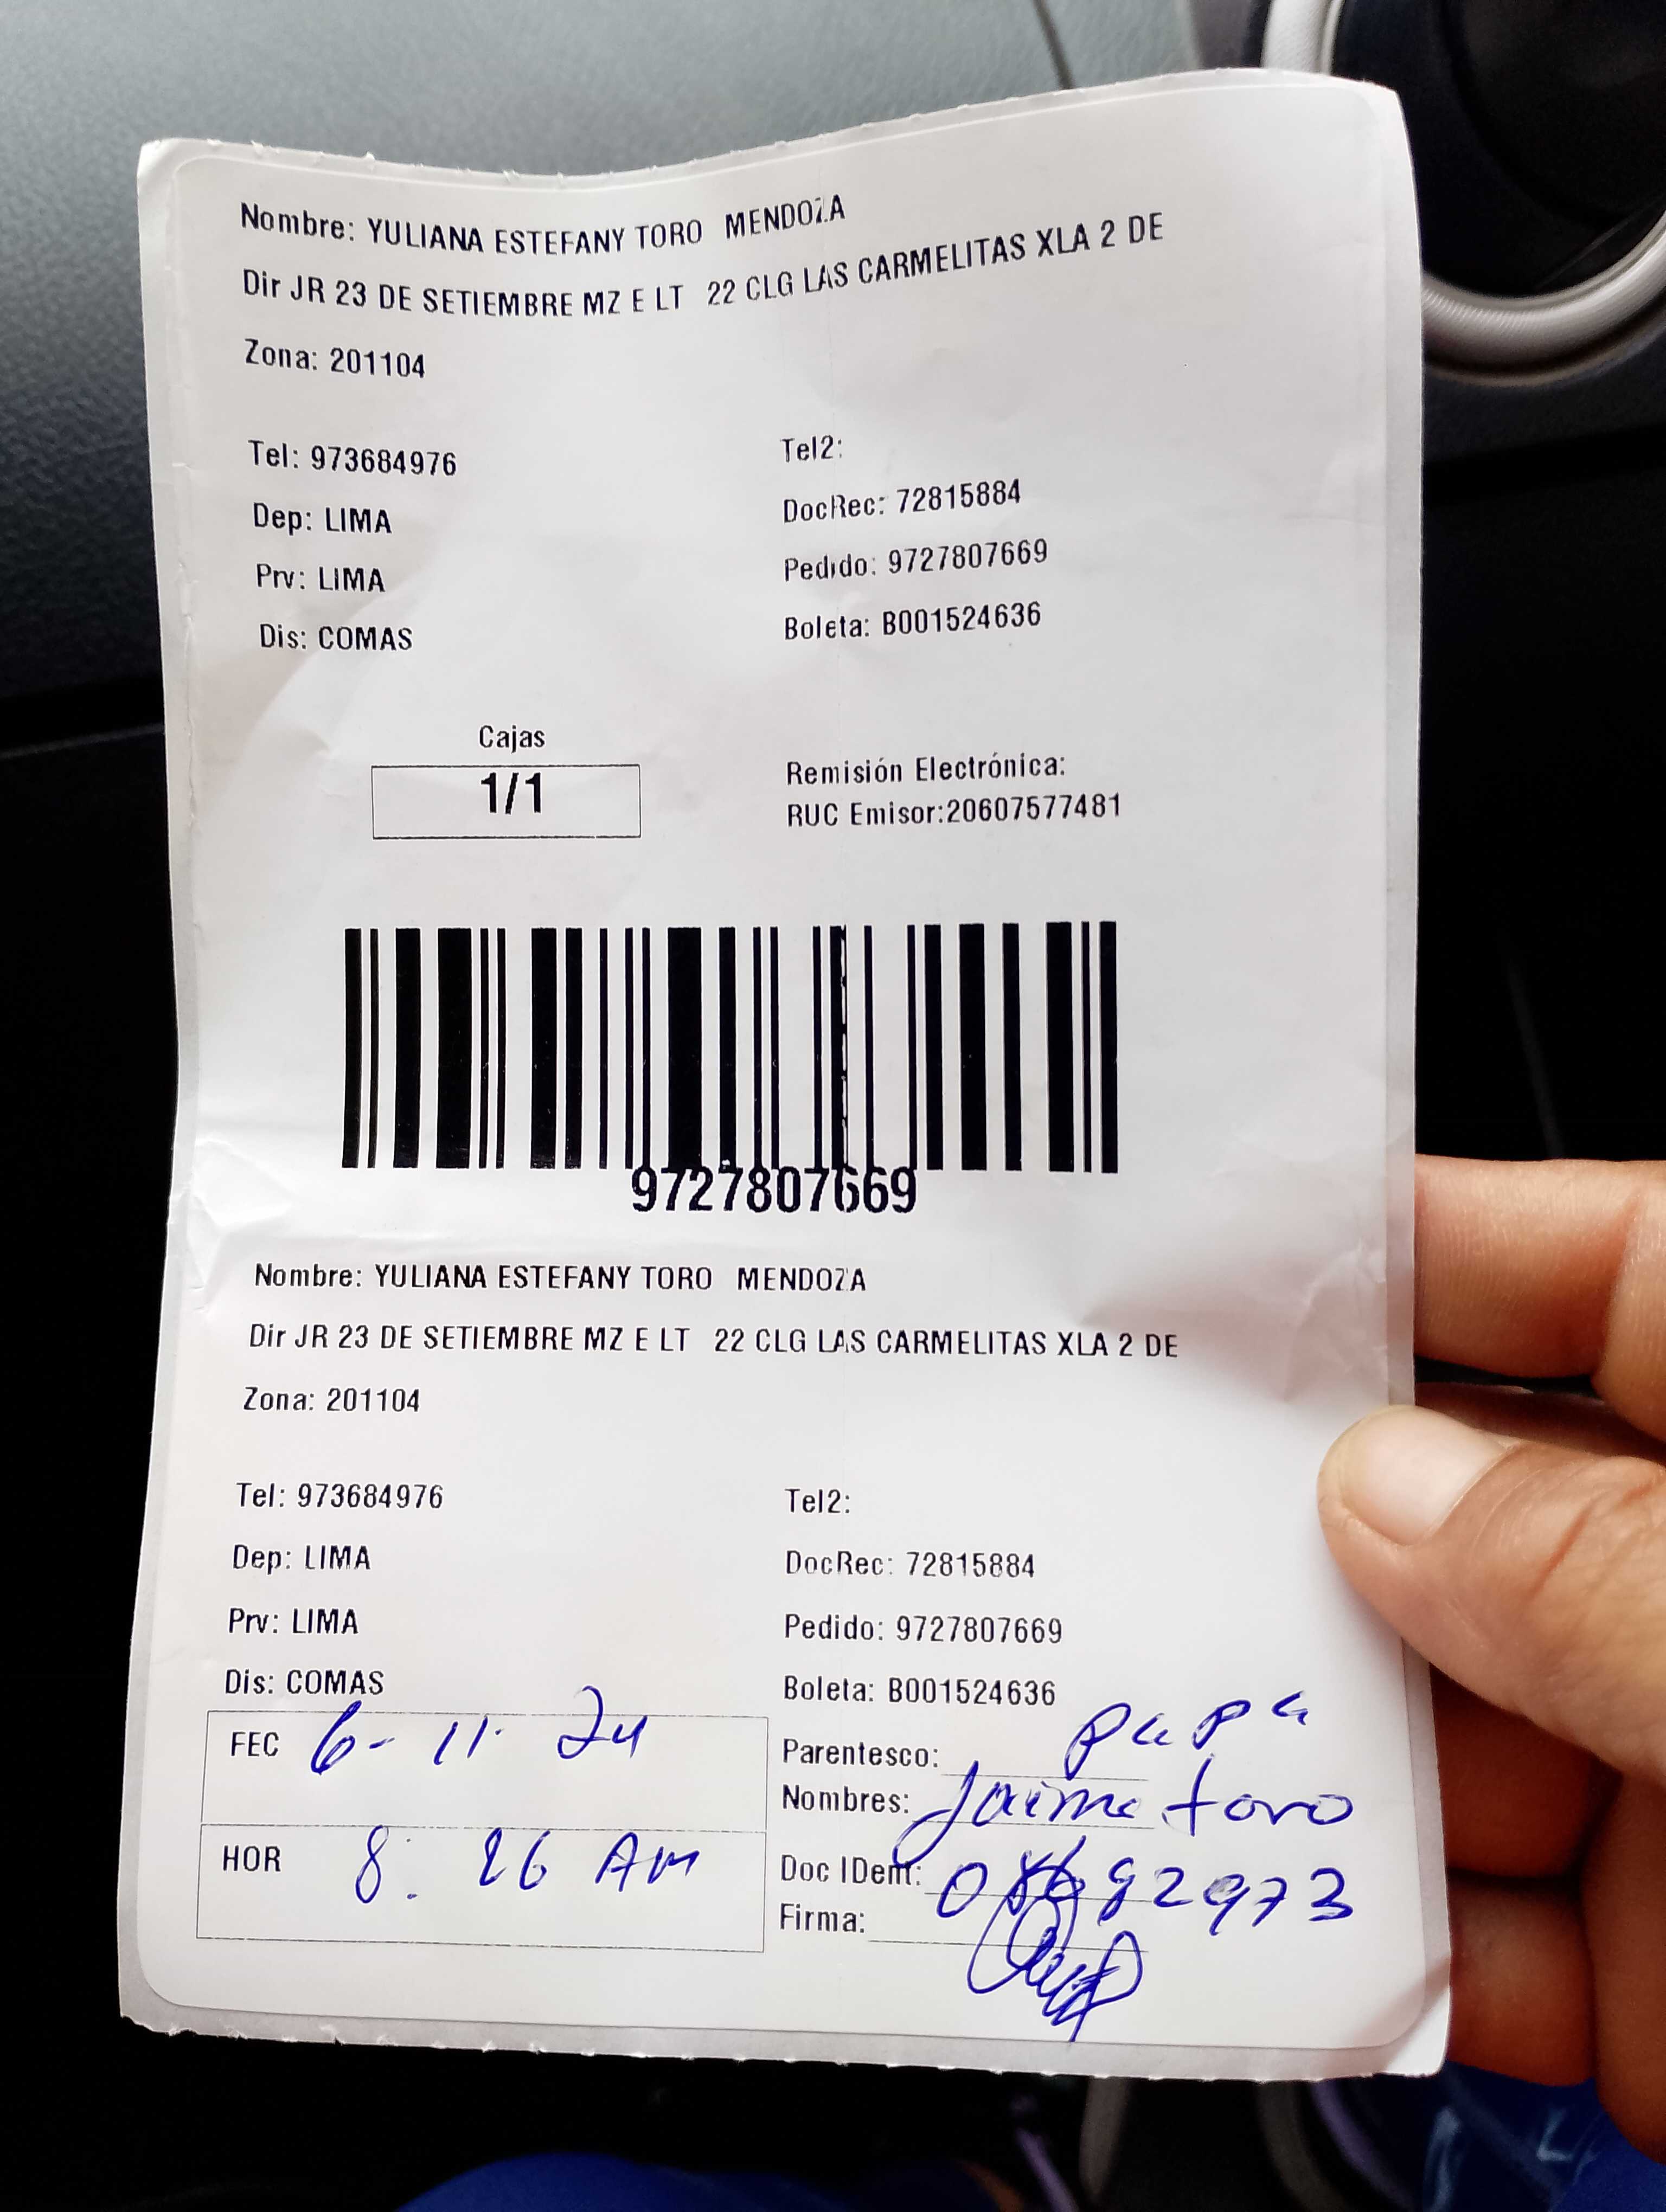 Nombre: YULIANA ESTEFANY TORO MENDOZA
Dir JR 23 DE SETIEMBRE MZ E LT 22 CLG LAS CARMELITAS XLA 2 DE
Zona: 201104
Tel: 973684976
Tel2:
Dep: LIMA
DocRec: 72815884
Prv: LIMA
Pedido: 9727807669
Dis: COMAS
Boleta: B001524636
Cajas
1/1
Remisión Electrónica:
RUC Emisor:20607577481
9727807669
Nombre: YULIANA ESTEFANY TORO MENDOZA
Dir JR 23 DE SETIEMBRE MZ E LT 22 CLG LAS CARMELITAS XLA 2 DE
Zona: 201104
Tel: 973684976
Tel2:
Dep: LIMA
DocRec: 72815884
Prv: LIMA
Pedido: 9727807669
Dis: COMAS
Boleta: B001524636
FEC 6-11-24
Parentesco: papa
Nombres: Jaime toro
HOR 8:26 AM
Doc IDent:
Firma: